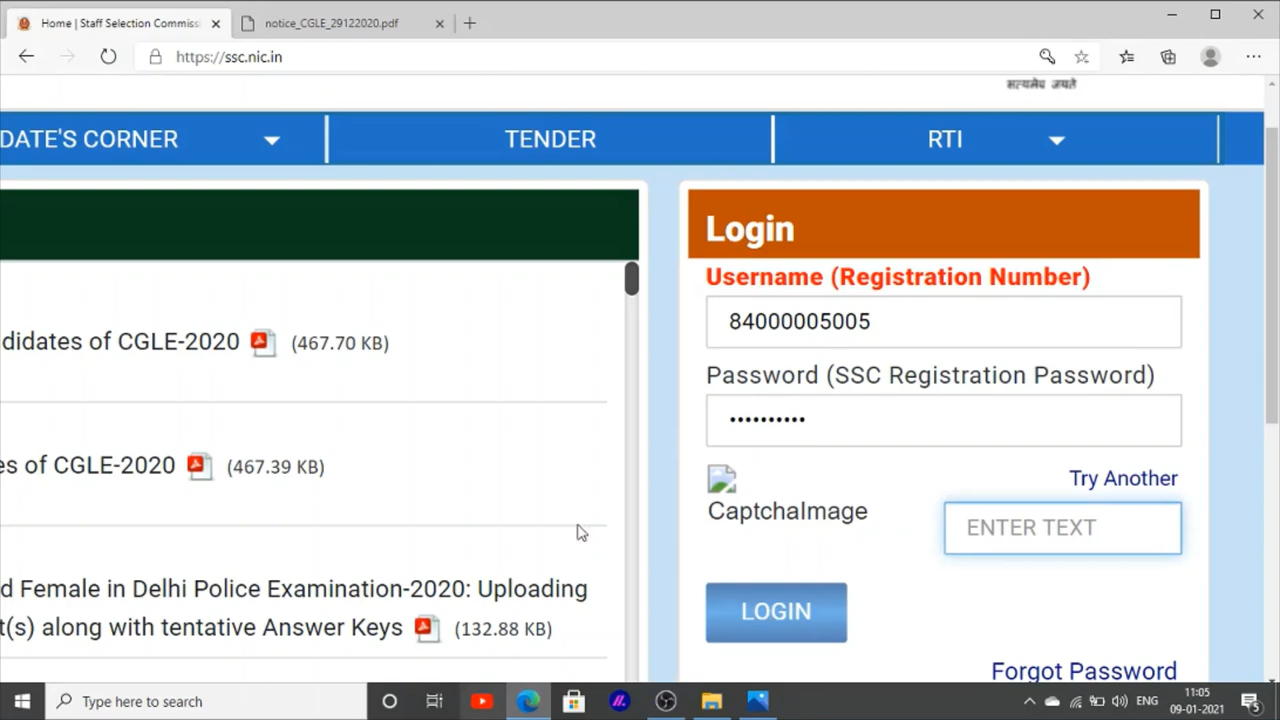 Home | Staff Selection Commiss
notice_CGLE_29122020.pdf
https://ssc.nic.in
सत्यमेव जयते
DATE'S CORNER
TENDER
RTI
Login
Username (Registration Number)
84000005005
didates of CGLE-2020 (467.70 KB)
Password (SSC Registration Password)
••••••••••
es of CGLE-2020 (467.39 KB)
Try Another
CaptchaImage
ENTER TEXT
d Female in Delhi Police Examination-2020: Uploading
t(s) along with tentative Answer Keys (132.88 KB)
LOGIN
Forgot Password
Type here to search
ENG
11:05
09-01-2021
5